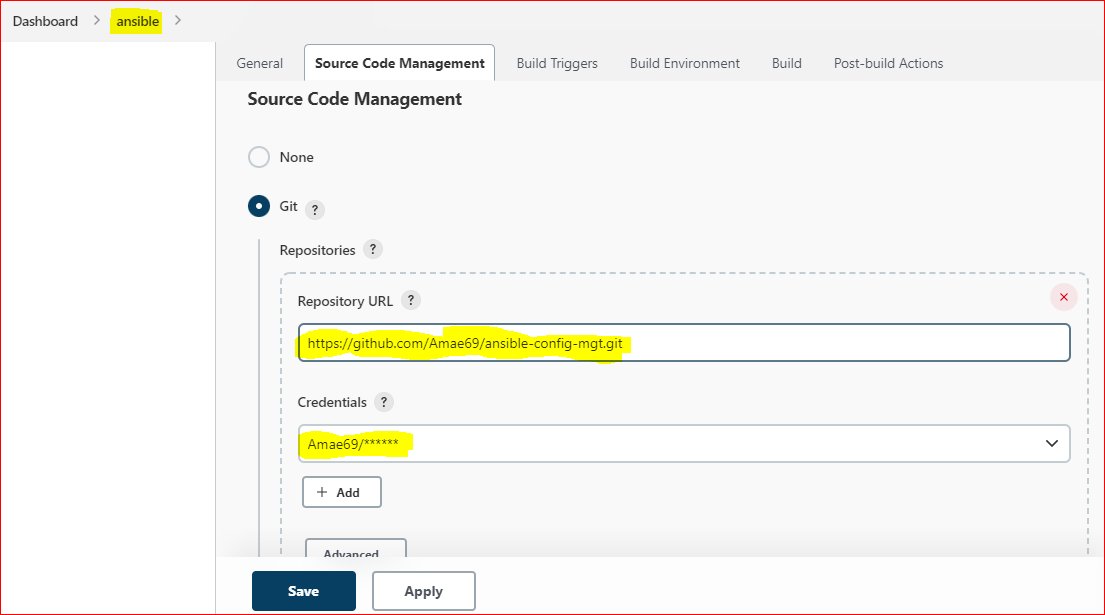 Dashboard > ansible >
General Source Code Management Build Triggers Build Environment Build Post-build Actions
Source Code Management
None
Git ?
Repositories ?
Repository URL ?
https://github.com/Amae69/ansible-config-mgt.git
Credentials ?
Amae69/******
+ Add
Advanced
Save Apply